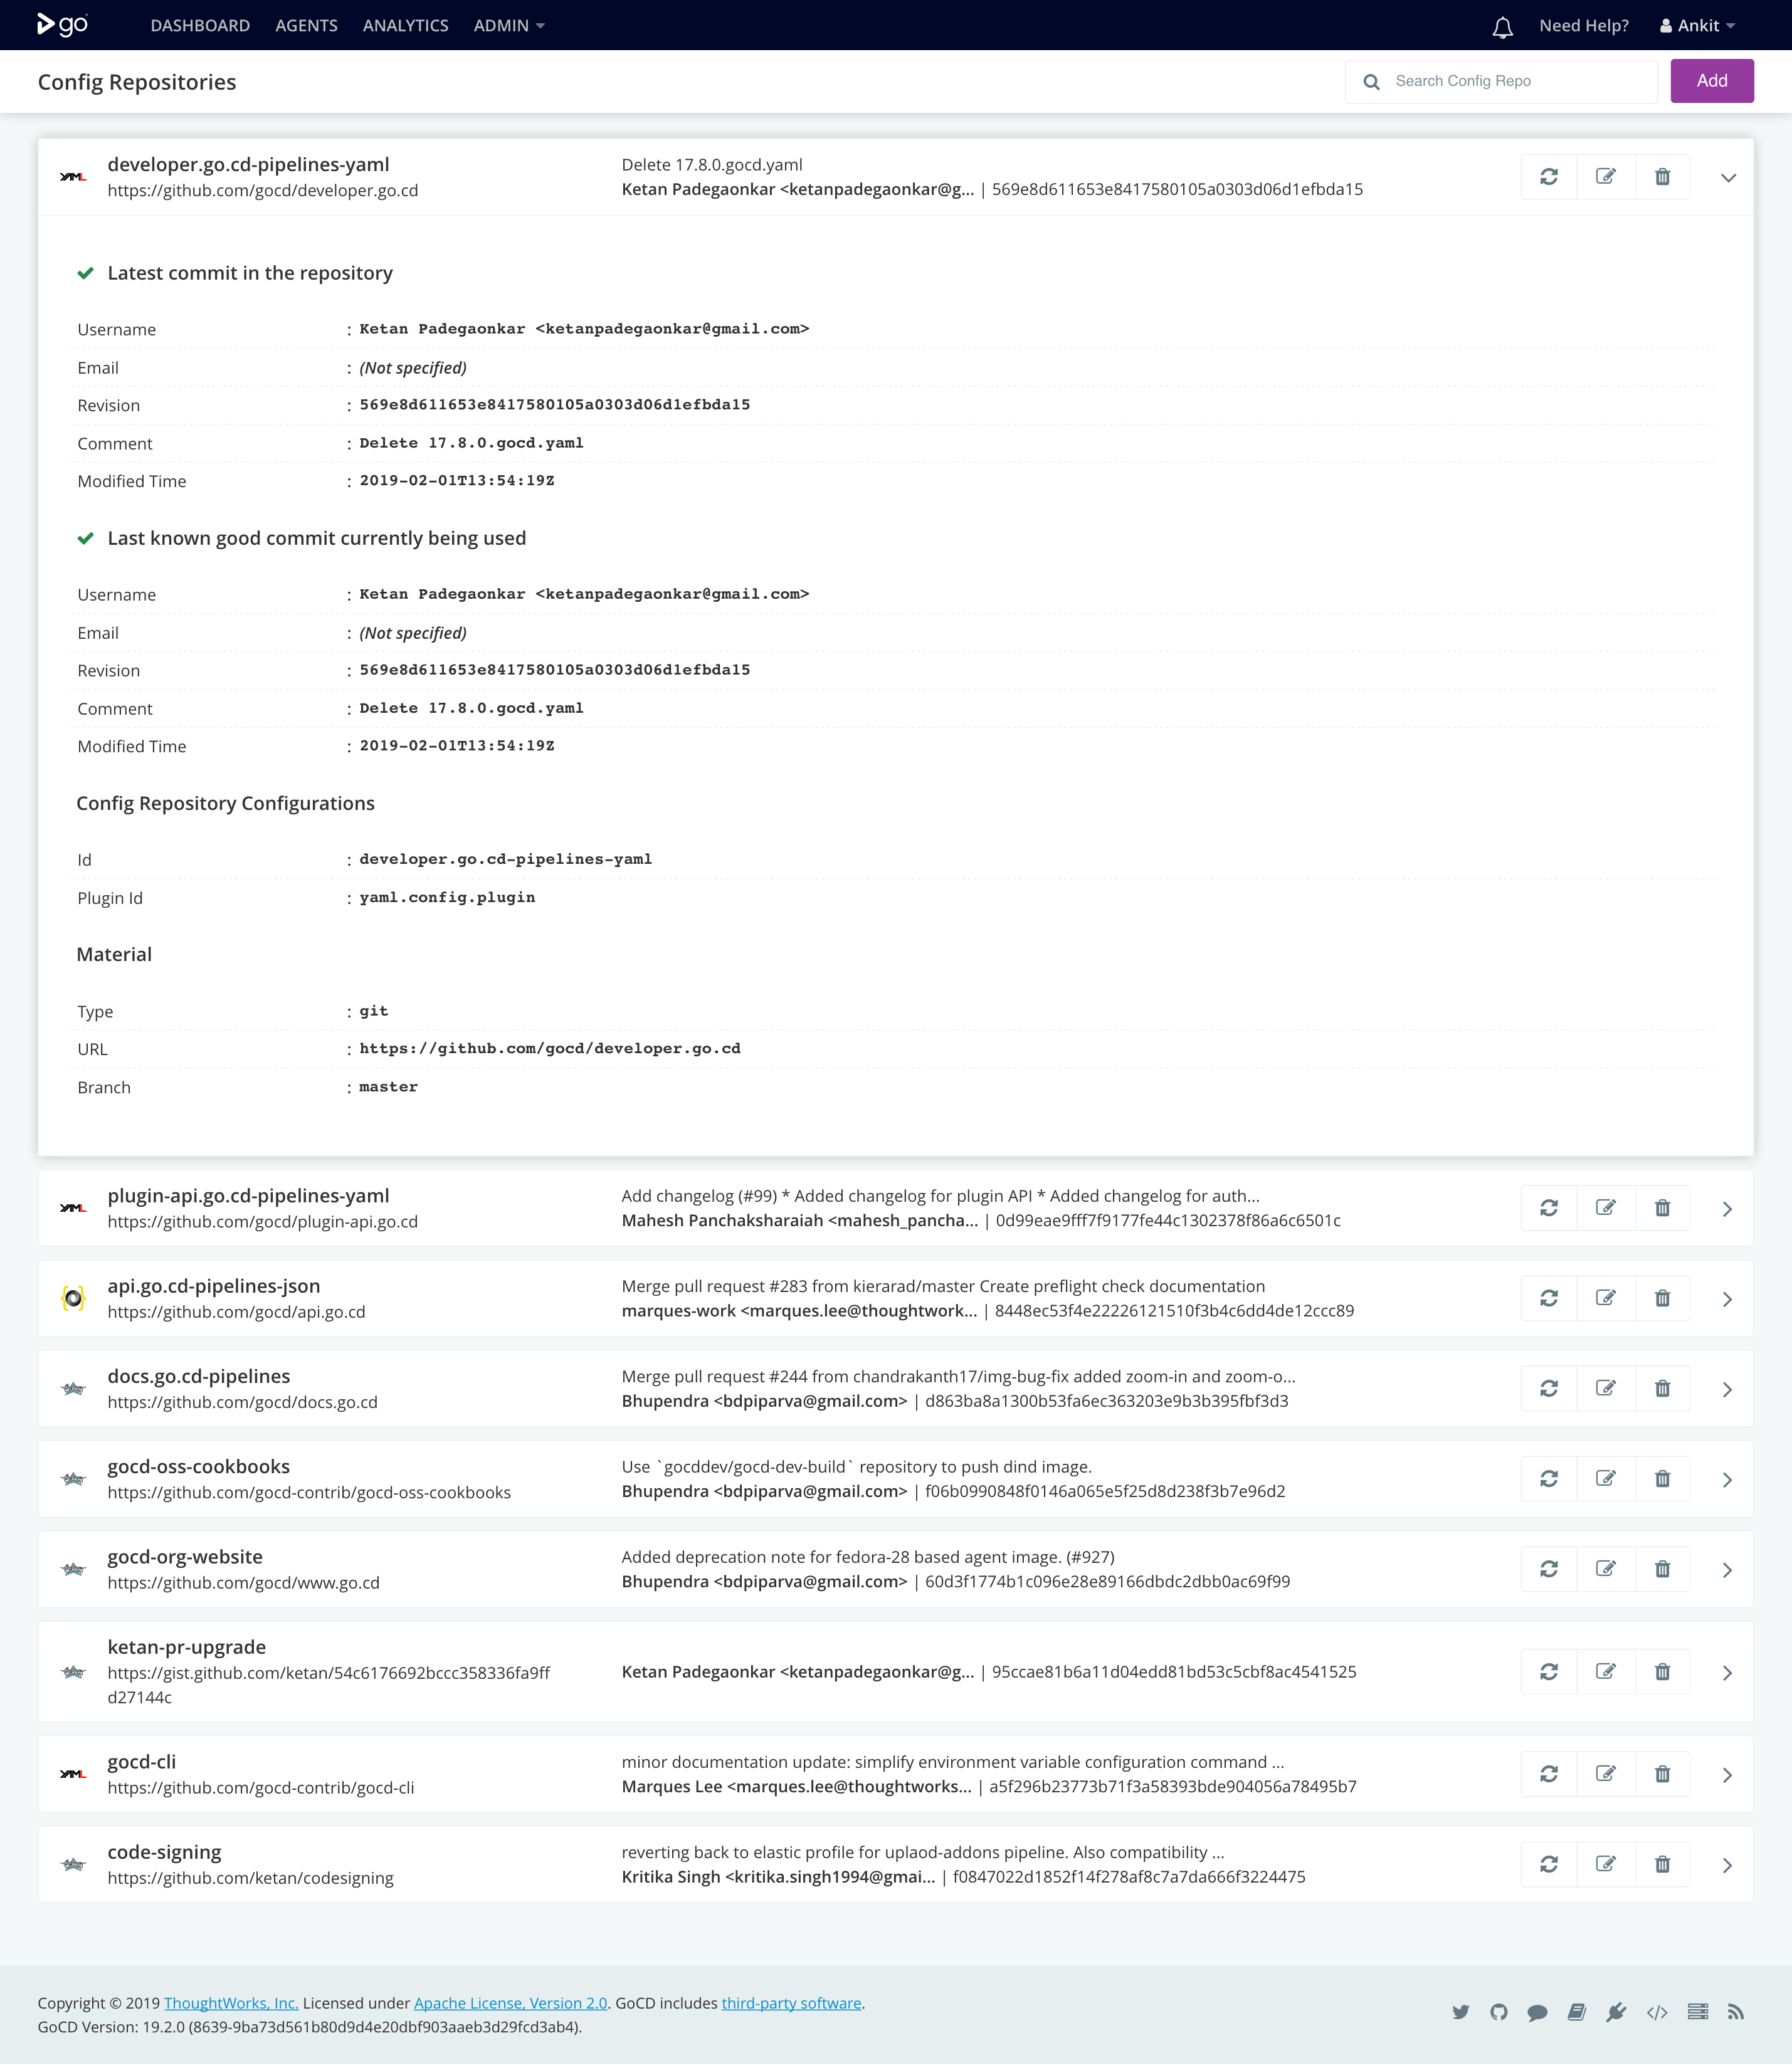 go
DASHBOARD AGENTS ANALYTICS ADMIN
Need Help? Ankit
Config Repositories
Search Config Repo
Add
YAML
developer.go.cd-pipelines-yaml
https://github.com/gocd/developer.go.cd
Delete 17.8.0.gocd.yaml
Ketan Padegaonkar <ketanpadegaonkar@g... | 569e8d611653e8417580105a0303d06d1efbda15
Latest commit in the repository
Username : Ketan Padegaonkar <ketanpadegaonkar@gmail.com>
Email : (Not specified)
Revision : 569e8d611653e8417580105a0303d06d1efbda15
Comment : Delete 17.8.0.gocd.yaml
Modified Time : 2019-02-01T13:54:19Z
Last known good commit currently being used
Username : Ketan Padegaonkar <ketanpadegaonkar@gmail.com>
Email : (Not specified)
Revision : 569e8d611653e8417580105a0303d06d1efbda15
Comment : Delete 17.8.0.gocd.yaml
Modified Time : 2019-02-01T13:54:19Z
Config Repository Configurations
Id : developer.go.cd-pipelines-yaml
Plugin Id : yaml.config.plugin
Material
Type : git
URL : https://github.com/gocd/developer.go.cd
Branch : master
YAML
plugin-api.go.cd-pipelines-yaml
https://github.com/gocd/plugin-api.go.cd
Add changelog (#99) * Added changelog for plugin API * Added changelog for auth...
Mahesh Panchaksharaiah <mahesh_pancha... | 0d99eae9fff7f9177fe44c1302378f86a6c6501c
api.go.cd-pipelines-json
https://github.com/gocd/api.go.cd
Merge pull request #283 from kierarad/master Create preflight check documentation
marques-work <marques.lee@thoughtwork... | 8448ec53f4e22226121510f3b4c6dd4de12ccc89
docs.go.cd-pipelines
https://github.com/gocd/docs.go.cd
Merge pull request #244 from chandrakanth17/img-bug-fix added zoom-in and zoom-o...
Bhupendra <bdpiparva@gmail.com> | d863ba8a1300b53fa6ec363203e9b3b395fbf3d3
gocd-oss-cookbooks
https://github.com/gocd-contrib/gocd-oss-cookbooks
Use `gocddev/gocd-dev-build` repository to push dind image.
Bhupendra <bdpiparva@gmail.com> | f06b0990848f0146a065e5f25d8d238f3b7e96d2
gocd-org-website
https://github.com/gocd/www.go.cd
Added deprecation note for fedora-28 based agent image. (#927)
Bhupendra <bdpiparva@gmail.com> | 60d3f1774b1c096e28e89166dbdc2dbb0ac69f99
ketan-pr-upgrade
https://gist.github.com/ketan/54c6176692bccc358336fa9ff
d27144c
Ketan Padegaonkar <ketanpadegaonkar@g... | 95ccae81b6a11d04edd81bd53c5cbf8ac4541525
YAML
gocd-cli
https://github.com/gocd-contrib/gocd-cli
minor documentation update: simplify environment variable configuration command ...
Marques Lee <marques.lee@thoughtworks... | a5f296b23773b71f3a58393bde904056a78495b7
code-signing
https://github.com/ketan/codesigning
reverting back to elastic profile for uplaod-addons pipeline. Also compatibility ...
Kritika Singh <kritika.singh1994@gmai... | f0847022d1852f14f278af8c7a7da666f3224475
Copyright © 2019 ThoughtWorks, Inc. Licensed under Apache License, Version 2.0. GoCD includes third-party software.
GoCD Version: 19.2.0 (8639-9ba73d561b80d9d4e20dbf903aaeb3d29fcd3ab4).